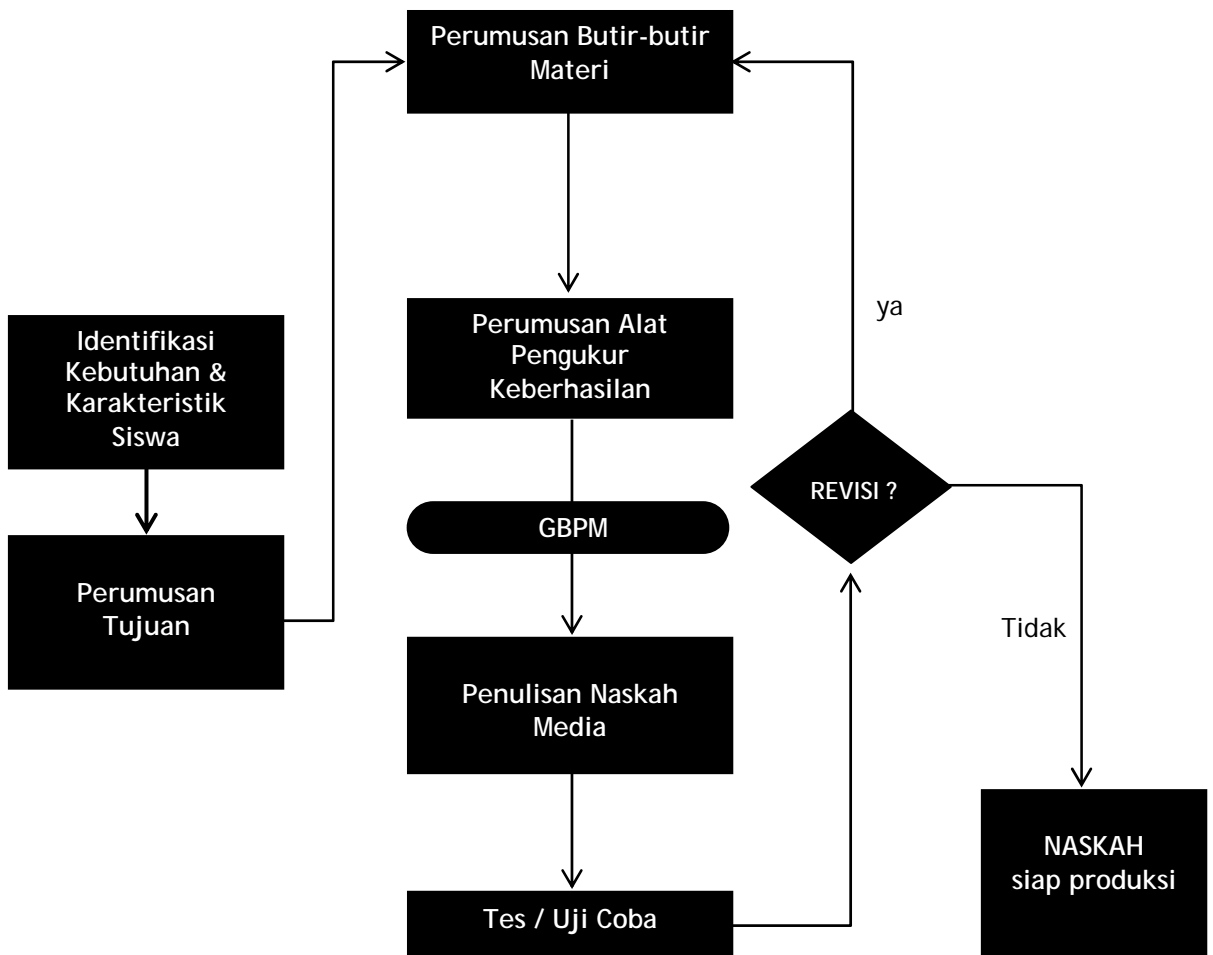 Perumusan Butir-butir
Materi
Perumusan Alat
Pengukur
Keberhasilan
ya
Identifikasi
Kebutuhan &
Karakteristik
Siswa
REVISI ?
GBPM
Perumusan
Tujuan
Tidak
Penulisan Naskah
Media
NASKAH
siap produksi
Tes / Uji Coba